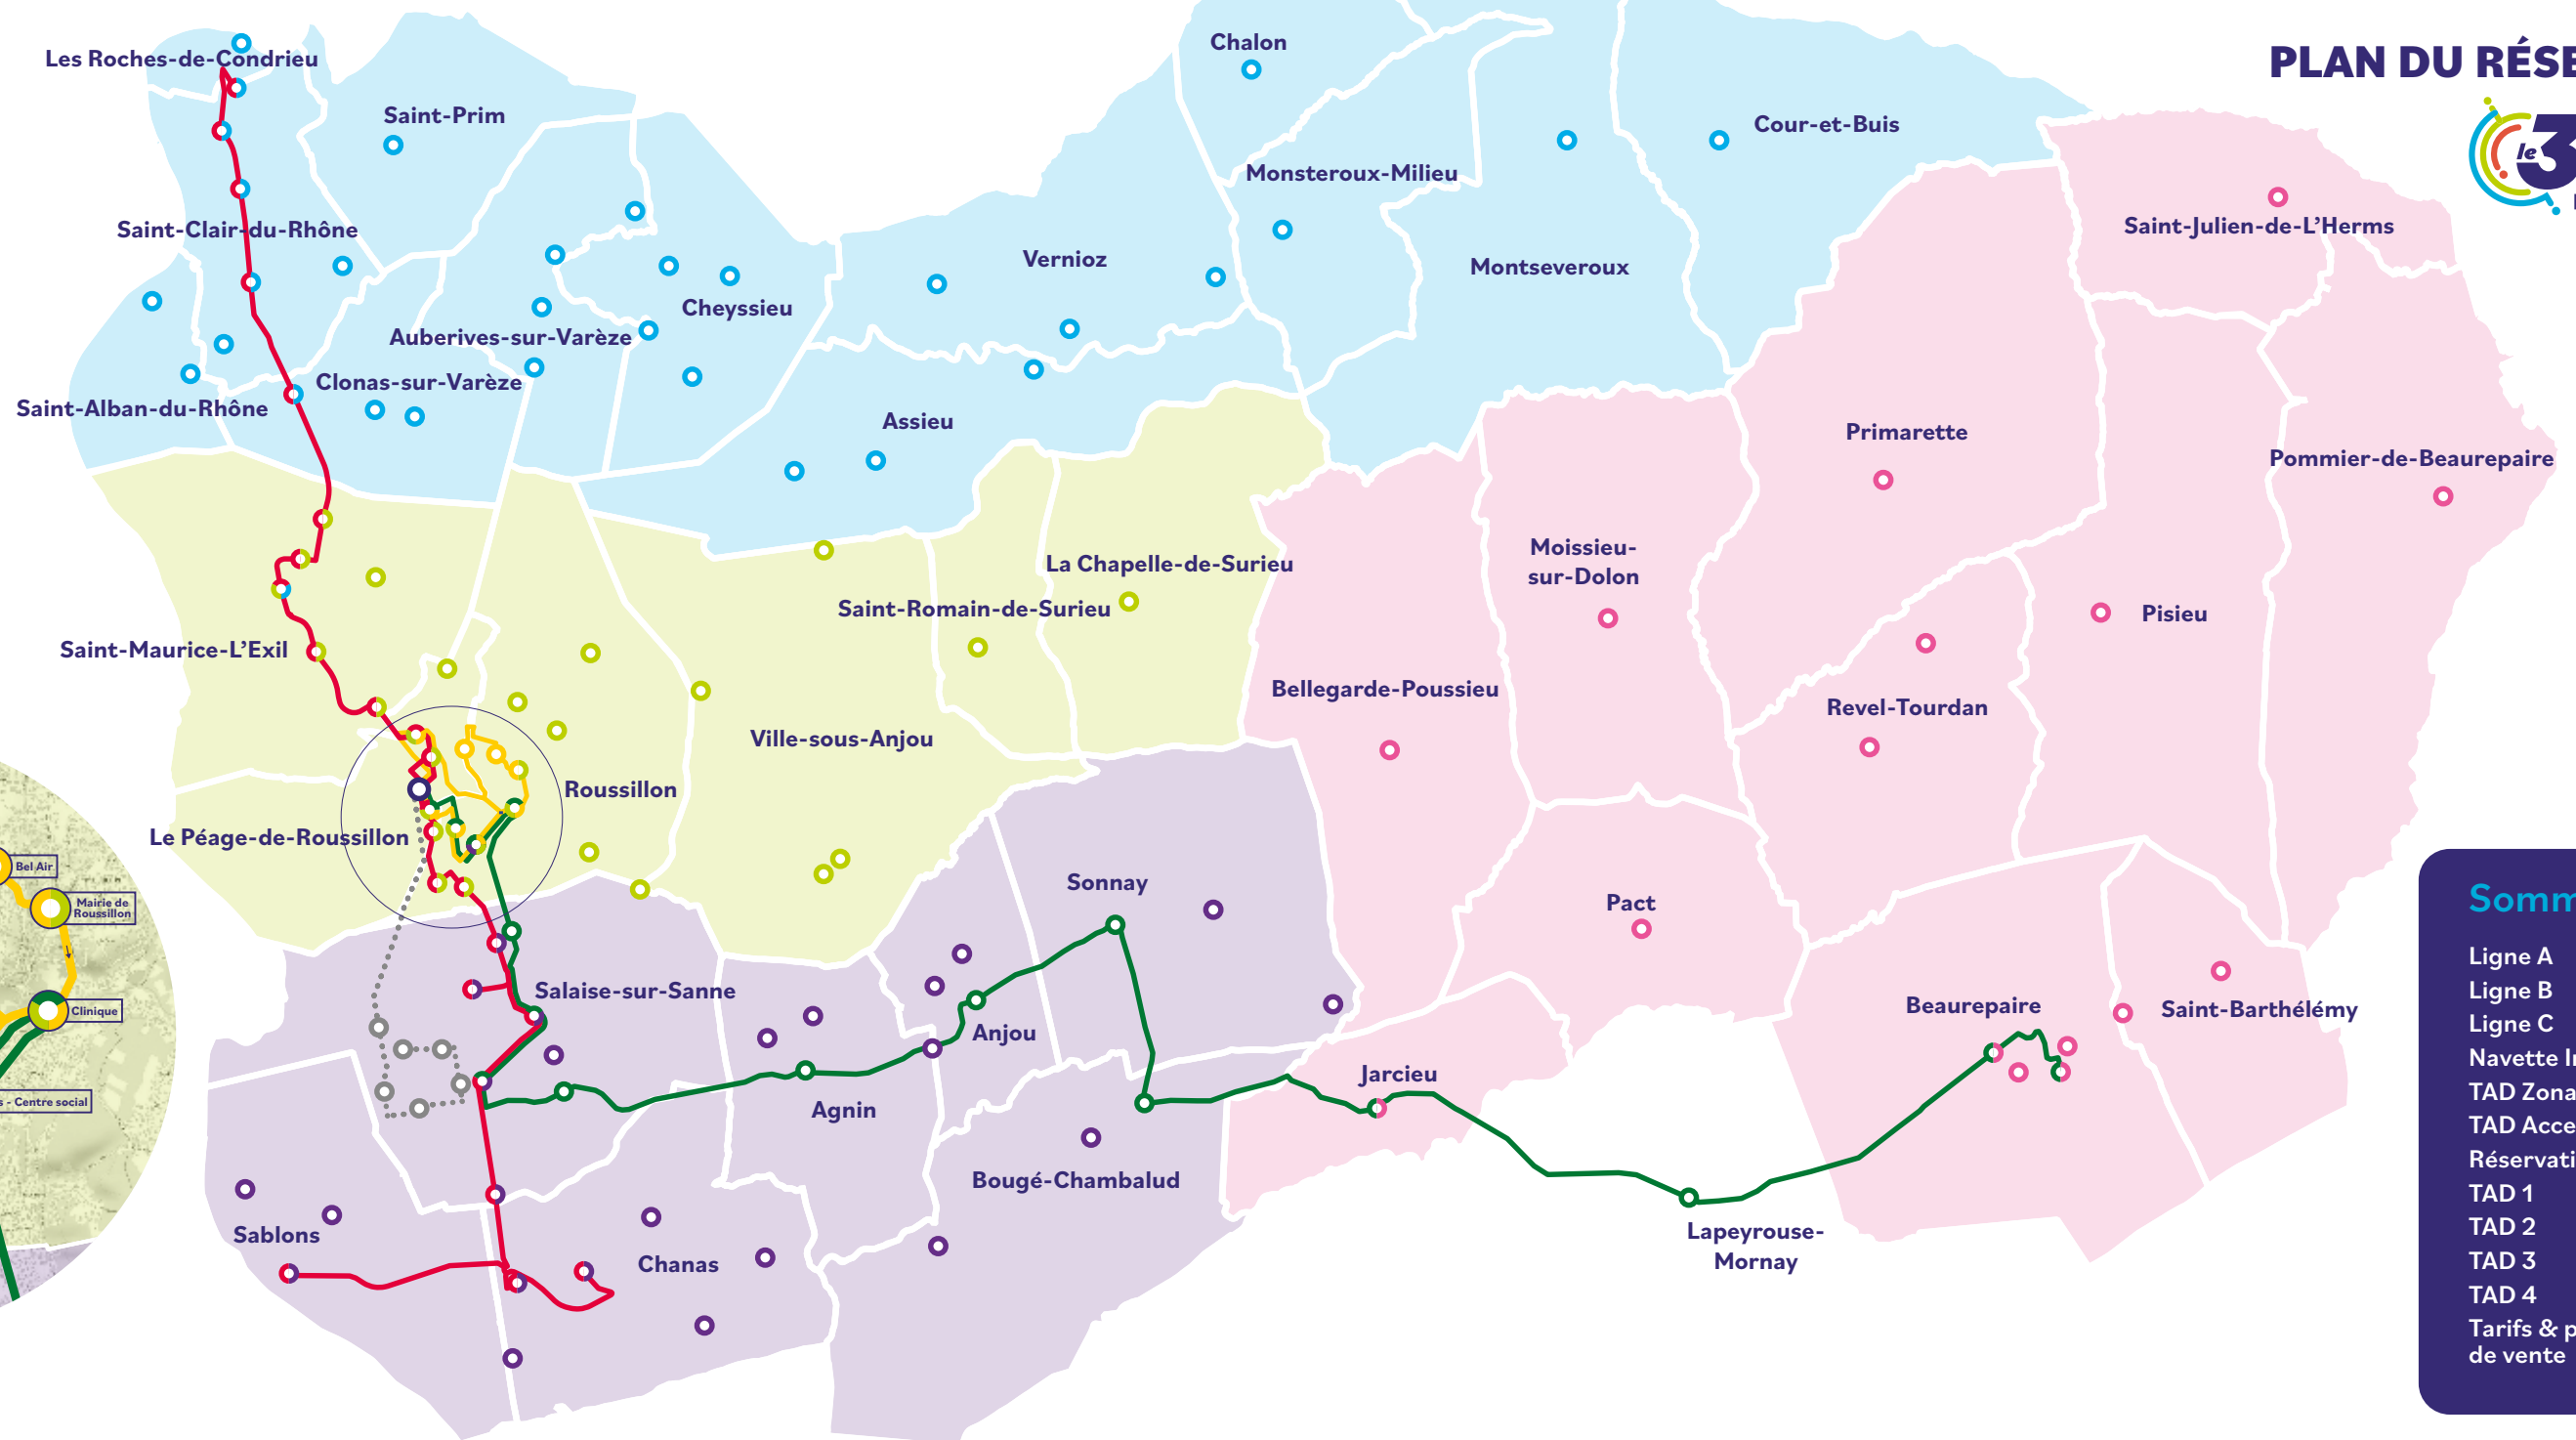 PLAN DU
le
Les Roches-de-Condrieu
Saint-Prim
Chalon
Cour-et-Buis
Monsteroux-Milieu
Saint-Clair-du-Rhône
Vernioz
Montseveroux
Saint-Julien-de-L'Herms
Cheyssieu
Auberives-sur-Varèze
Clonas-sur-Varèze
Saint-Alban-du-Rhône
Assieu
Primarette
Pommier-de-Beaurepaire
Moissieu-
sur-Dolon
La Chapelle-de-Surieu
Saint-Romain-de-Surieu
Pisieu
Saint-Maurice-L'Exil
Bellegarde-Poussieu
Revel-Tourdan
Ville-sous-Anjou
Roussillon
Le Péage-de-Roussillon
Bel Air
Mairie de
Roussillon
Clinique
- Centre social
Sonnay
Pact
Salaise-sur-Sanne
Anjou
Beaurepaire
Saint-Barthélémy
Jarcieu
Agnin
Bougé-Chambalud
Sablons
Chanas
Lapeyrouse-
Mornay
Ligne A
Ligne B
Ligne C
Navette
TAD
TAD
TAD 1
TAD 2
TAD 3
TAD 4
Tarifs &
de vente